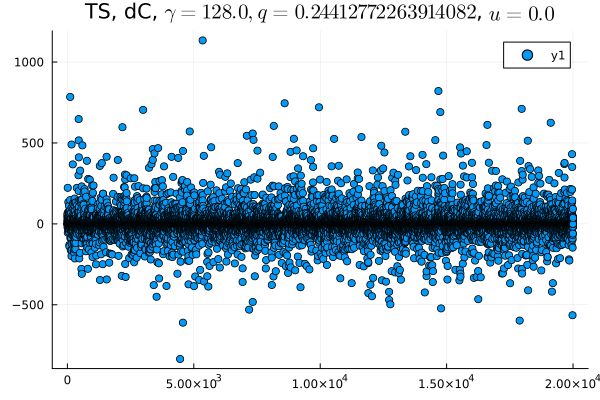 TS, dC, γ = 128.0, q = 0.24412772263914082, u = 0.0
y1
1000
500
0
−500
0 5.00×10³ 1.00×10⁴ 1.50×10⁴ 2.00×10⁴